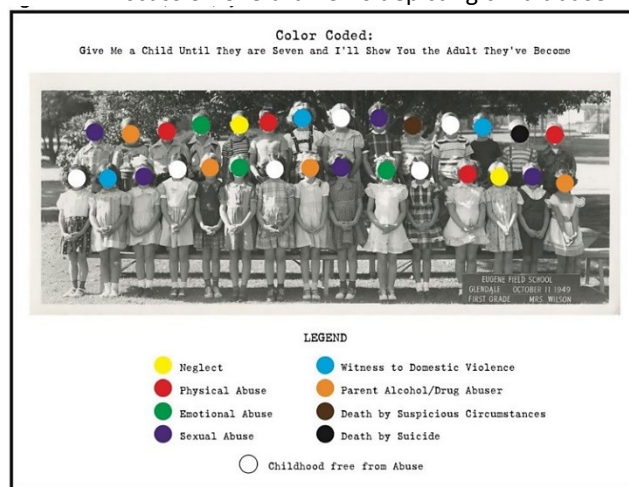 Color Coded:
Give Me a Child Until They are Seven and I'll Show You the Adult They've Become
EUGENE FIELD SCHOOL
GLENDALE OCTOBER 11 1949
FIRST GRADE MRS. WILSON
LEGEND
Neglect
Witness to Domestic Violence
Physical Abuse
Parent Alcohol/Drug Abuser
Emotional Abuse
Death by Suspicious Circumstances
Sexual Abuse
Death by Suicide
Childhood free from Abuse